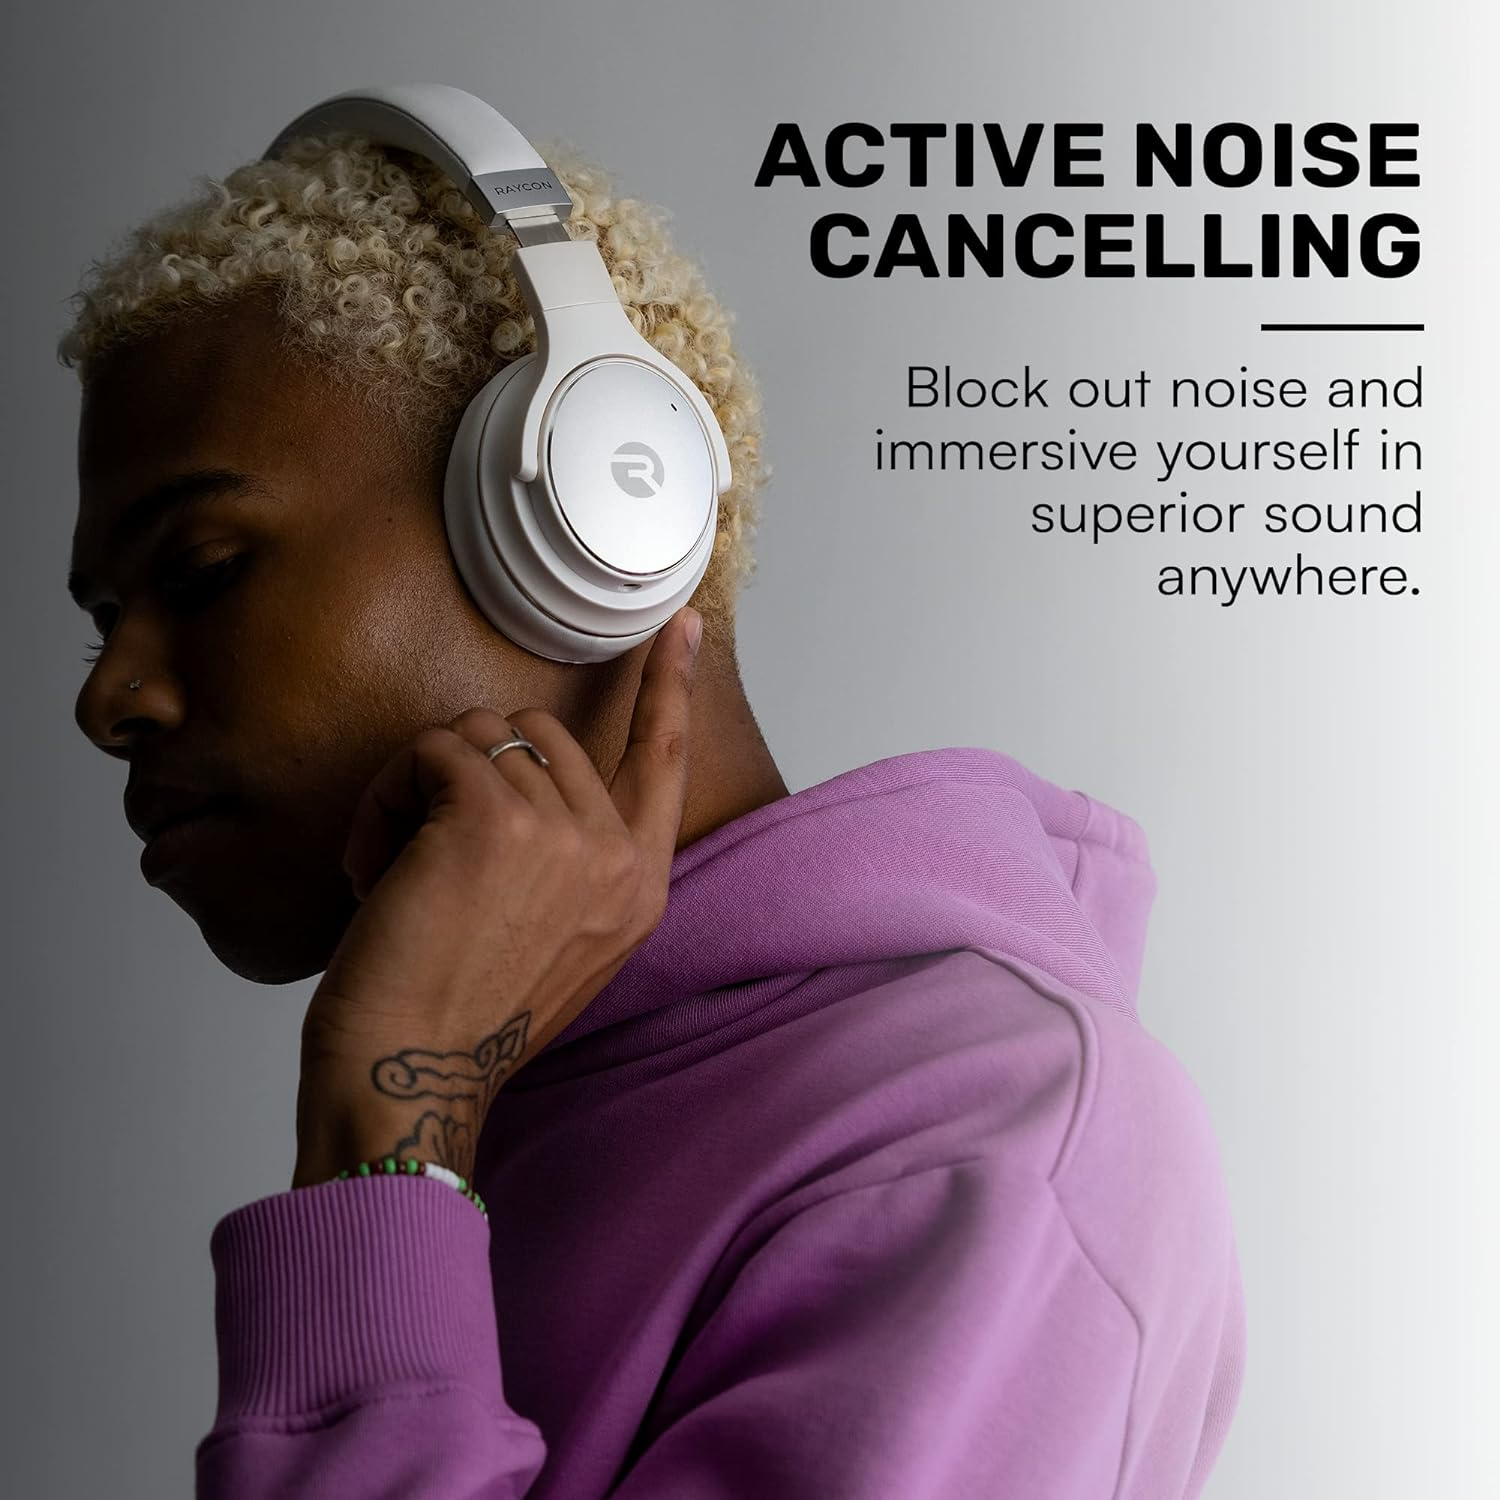 RAYCON
ACTIVE NOISE
CANCELLING
Block out noise and
immersive yourself in
superior sound
anywhere.